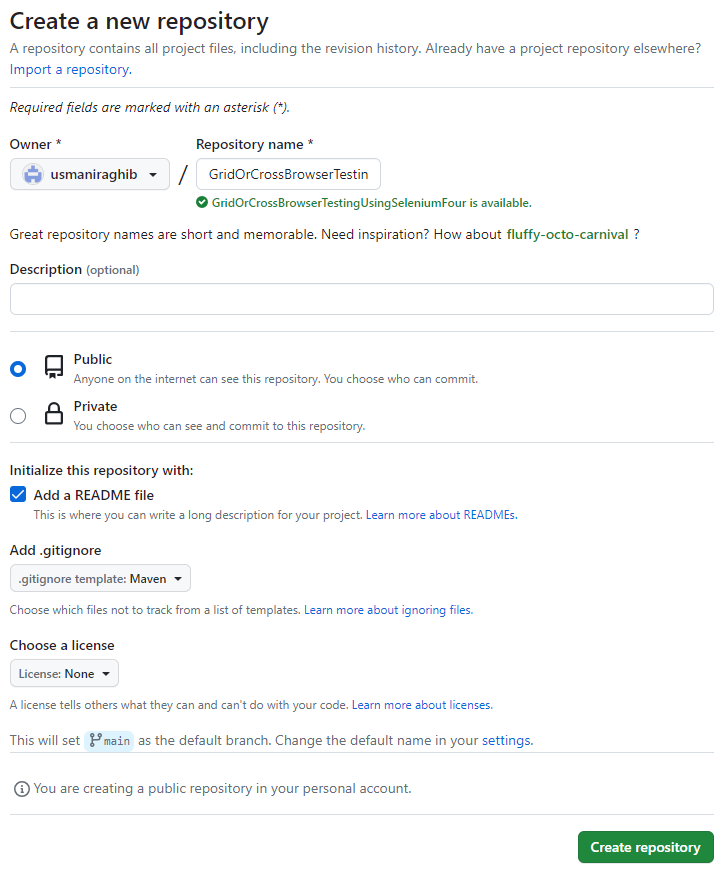 Create a new repository
A repository contains all project files, including the revision history. Already have a project repository elsewhere?
Import a repository.
Required fields are marked with an asterisk (*).
Owner *
Repository name *
usmaniraghib
/
GridOrCrossBrowserTestin
GridOrCrossBrowserTestingUsingSeleniumFour is available.
Great repository names are short and memorable. Need inspiration? How about fluffy-octo-carnival ?
Description (optional)
Public
Anyone on the internet can see this repository. You choose who can commit.
Private
You choose who can see and commit to this repository.
Initialize this repository with:
Add a README file
This is where you can write a long description for your project. Learn more about READMEs.
Add .gitignore
.gitignore template: Maven
Choose which files not to track from a list of templates. Learn more about ignoring files.
Choose a license
License: None
A license tells others what they can and can't do with your code. Learn more about licenses.
This will set main as the default branch. Change the default name in your settings.
You are creating a public repository in your personal account.
Create repository